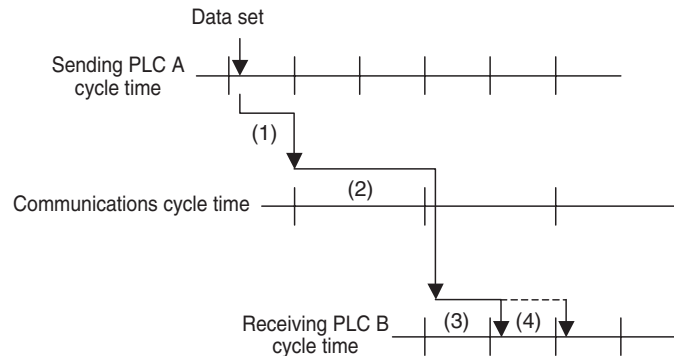 Data set
Sending PLC A
cycle time
(1)
(2)
Communications cycle time
(3)
(4)
Receiving PLC B
cycle time